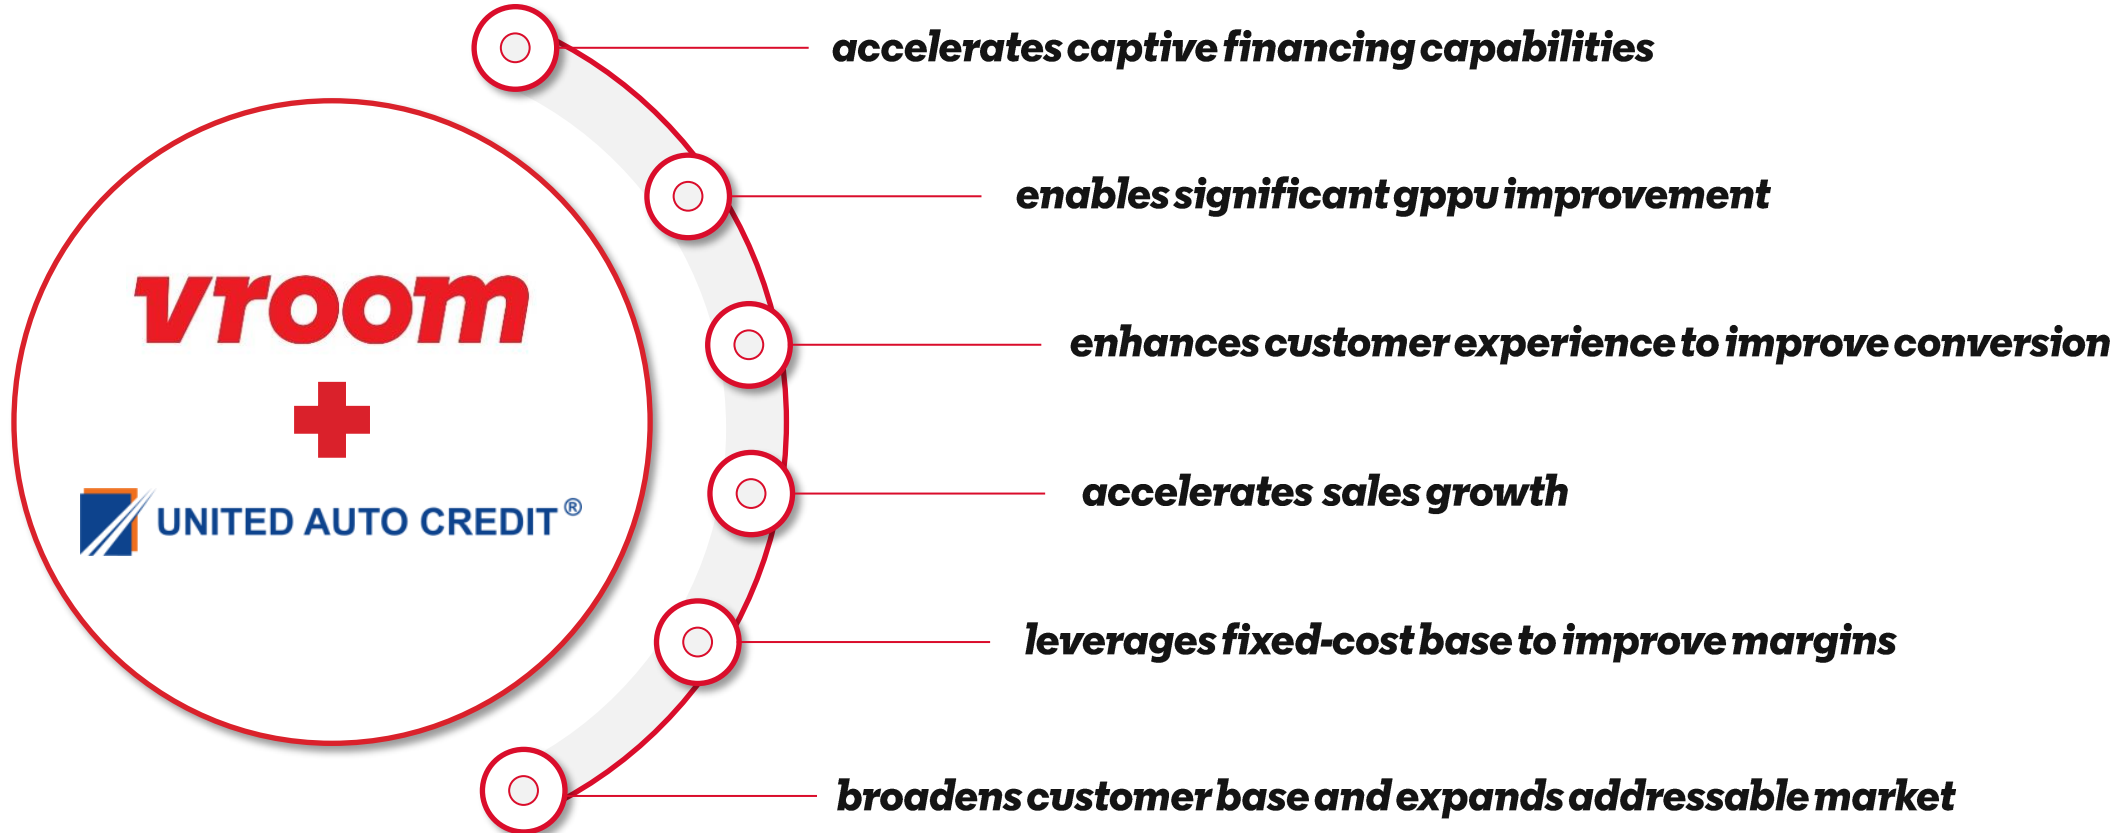 vroom
UNITED AUTO CREDIT ®
accelerates captive financing capabilities
enables significant gppu improvement
enhances customer experience to improve conversion
accelerates sales growth
leverages fixed-cost base to improve margins
broadens customer base and expands addressable market